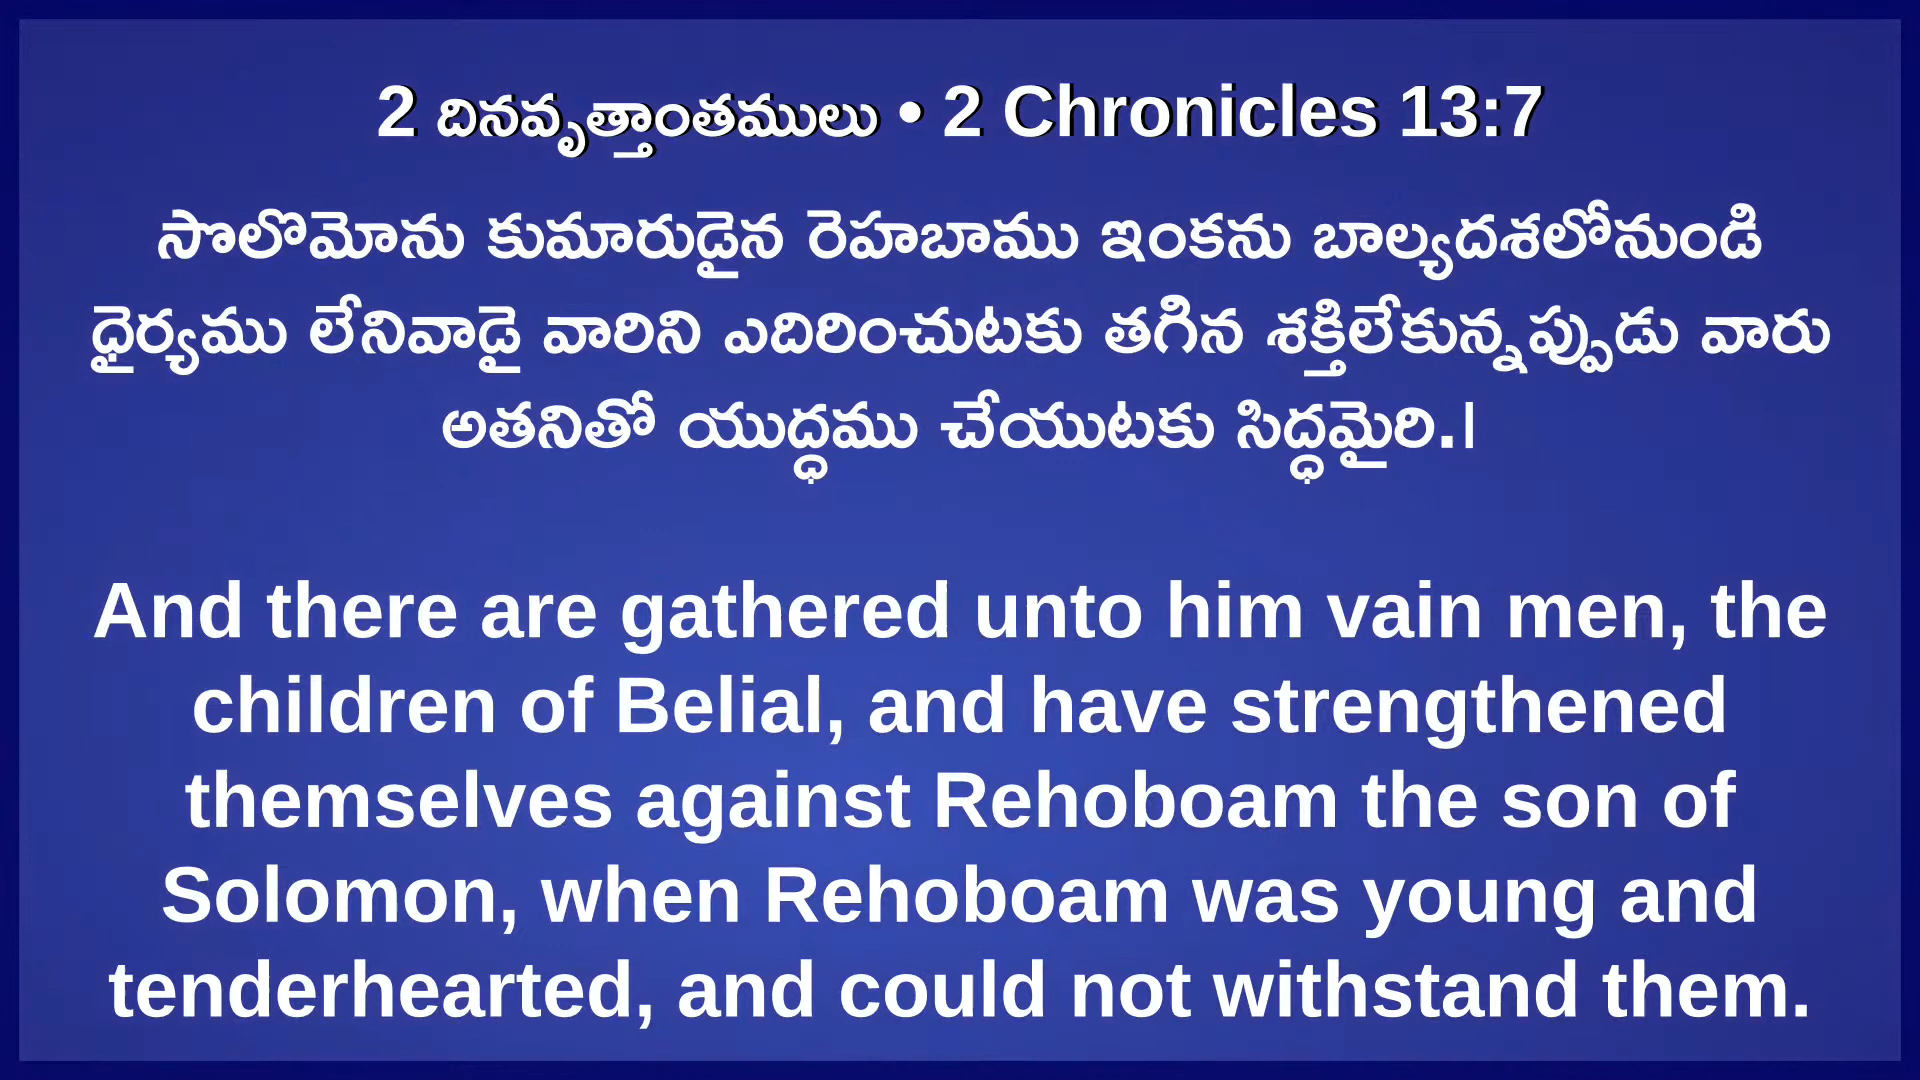 2 దినవృత్తాంతములు • 2 Chronicles 13:7
సొలొమోను కుమారుడైన రెహబాము ఇంకను బాల్యదశలోనుండి
ధైర్యము లేనివాడై వారిని ఎదిరించుటకు తగిన శక్తిలేకున్నప్పుడు వారు
అతనితో యుద్ధము చేయుటకు సిద్ధమైరి.।
And there are gathered unto him vain men, the
children of Belial, and have strengthened
themselves against Rehoboam the son of
Solomon, when Rehoboam was young and
tenderhearted, and could not withstand them.